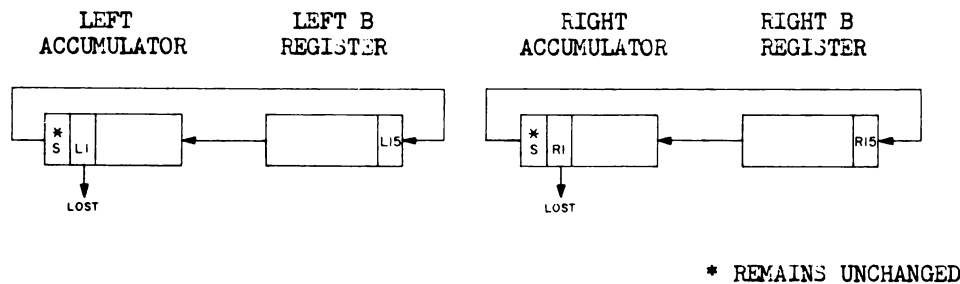 LEFT ACCUMULATOR
LEFT B REGISTER
RIGHT ACCUMULATOR
RIGHT B REGISTER
*
S
L1
L15
*
S
R1
R15
LOST
LOST
* REMAINS UNCHANGED